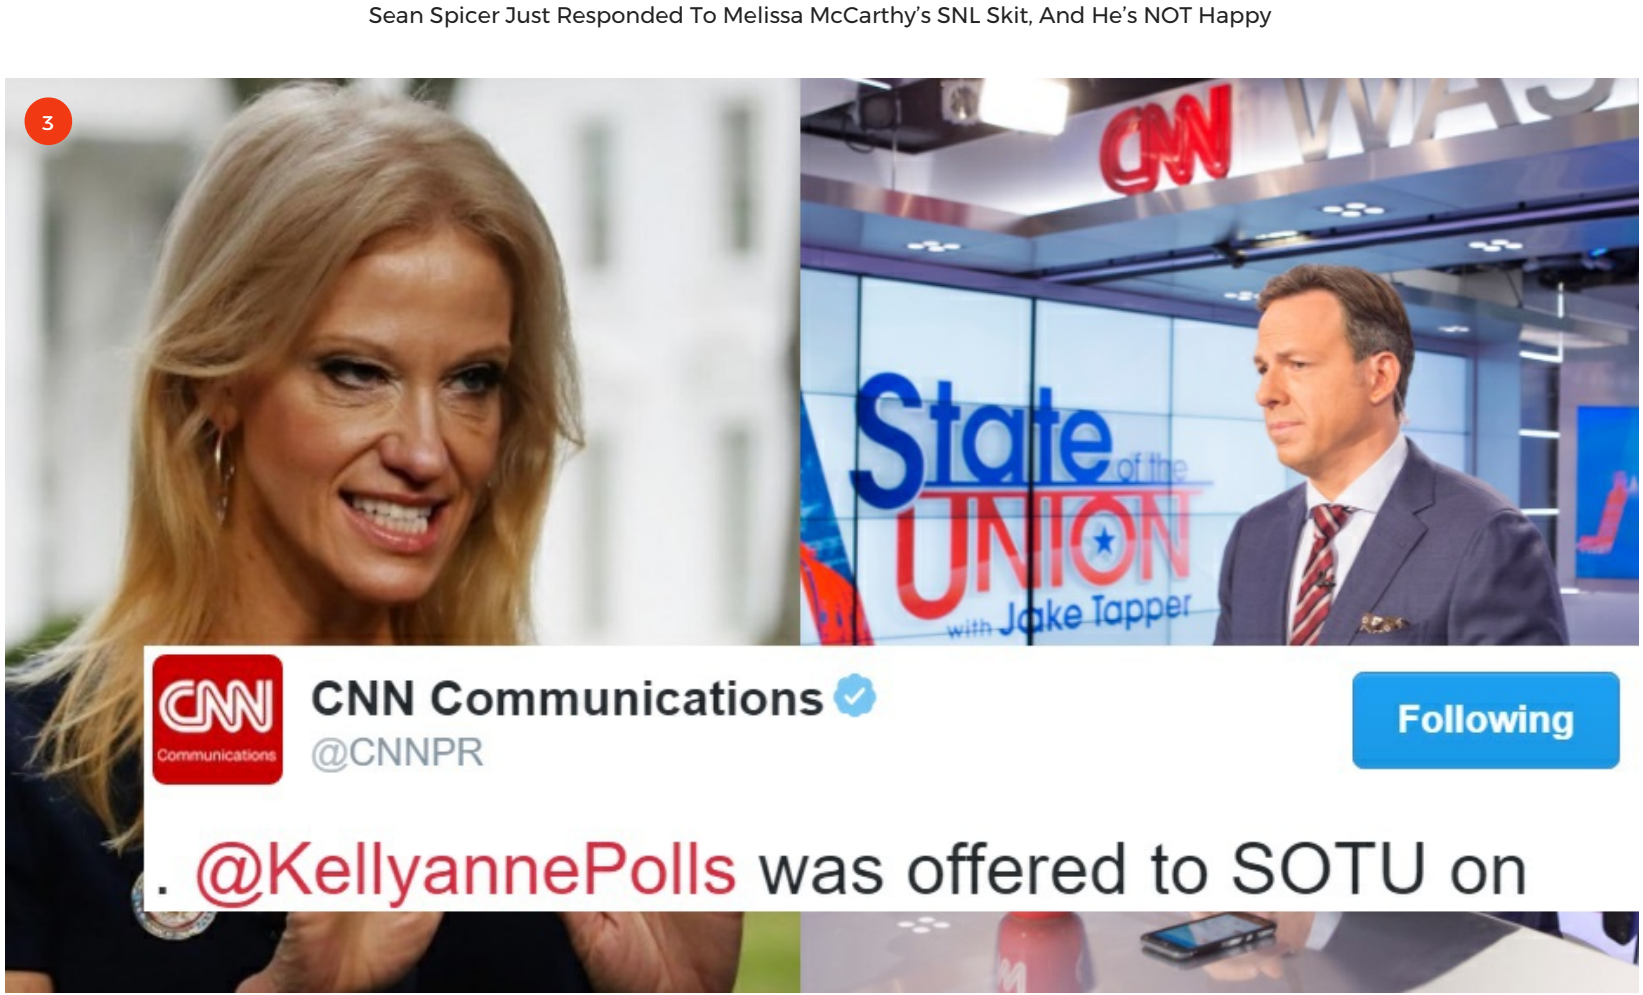 Sean Spicer Just Responded To Melissa McCarthy’s SNL Skit, And He’s NOT Happy
3
CNN
WAS
State
of the
UNION
with Jake Tapper
CNN
Communications
CNN Communications
@CNNPR
Following
. @KellyannePolls was offered to SOTU on